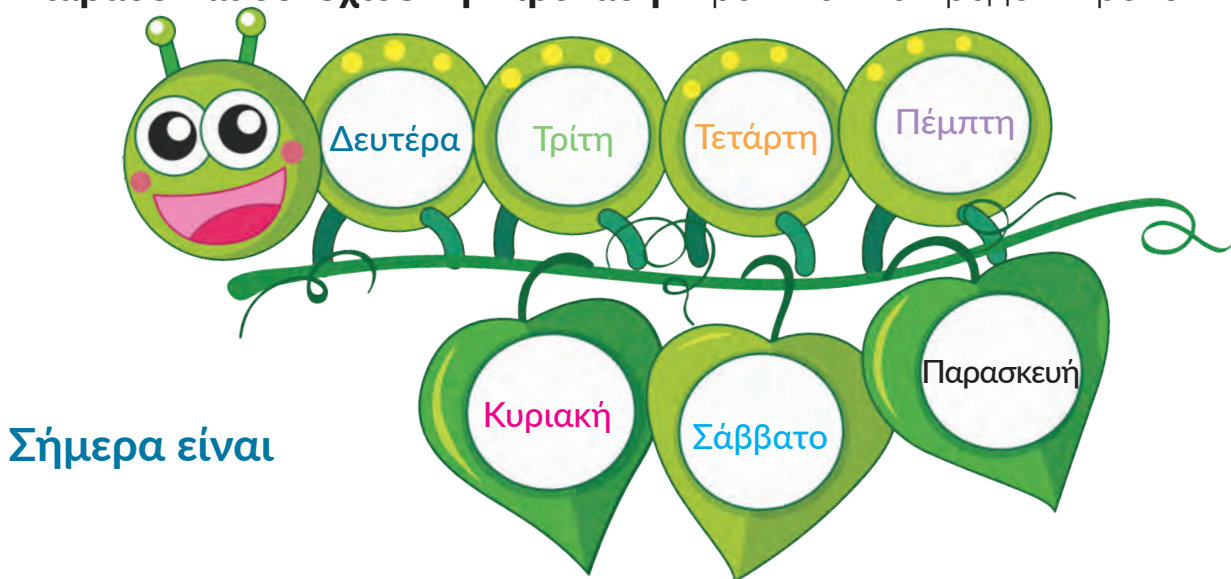 Δευτέρα
Τρίτη
Τετάρτη
Πέμπτη
Παρασκευή
Σάββατο
Κυριακή
Σήμερα είναι